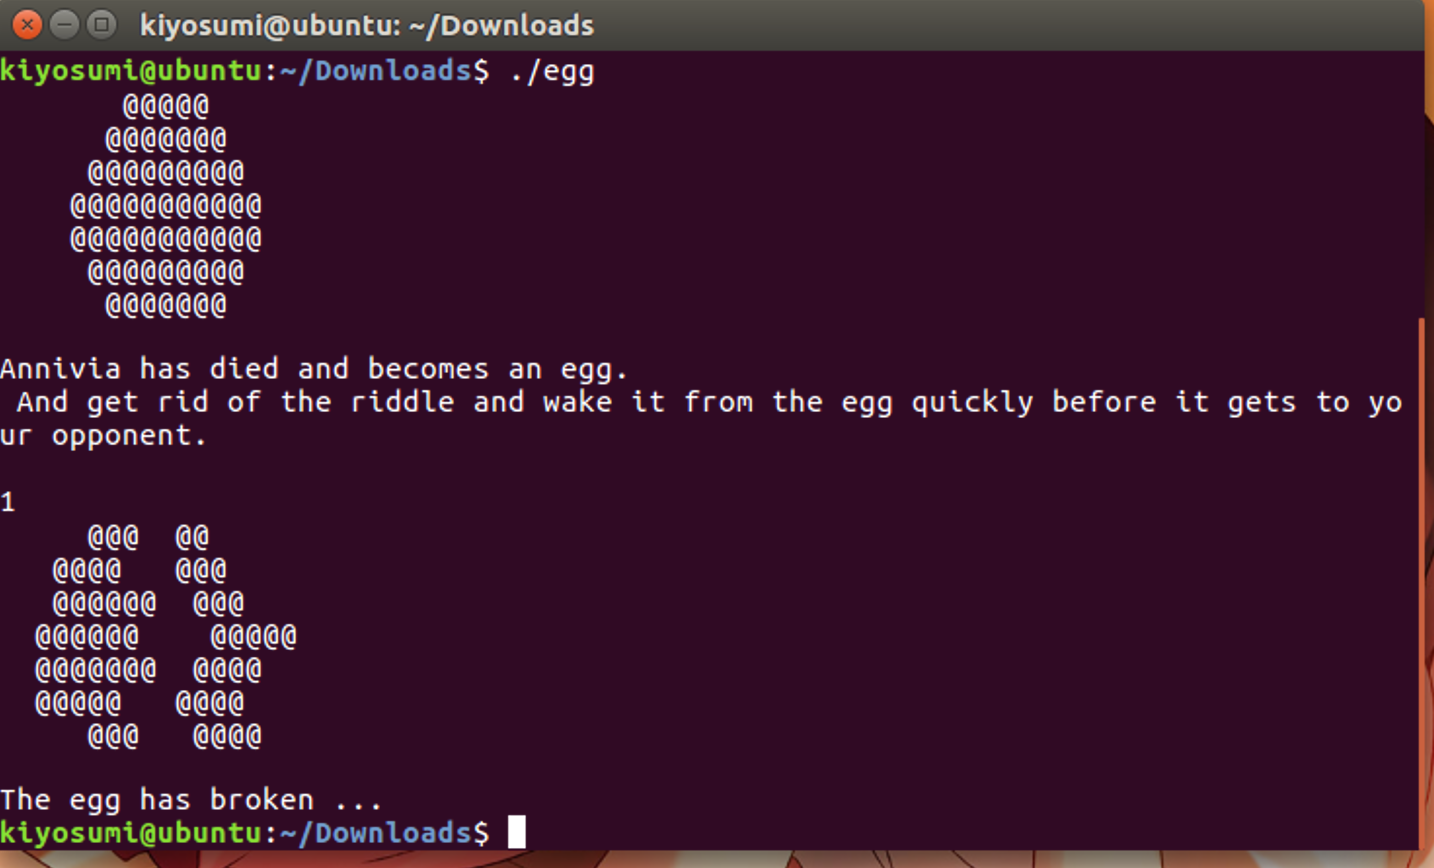 kiyosumi@ubuntu: ~/Downloads
kiyosumi@ubuntu:~/Downloads$ ./egg
       @@@@@
      @@@@@@@
     @@@@@@@@@
    @@@@@@@@@@@
    @@@@@@@@@@@
     @@@@@@@@@
      @@@@@@@
Annivia has died and becomes an egg.
 And get rid of the riddle and wake it from the egg quickly before it gets to yo
ur opponent.
1
     @@@  @@
   @@@@   @@@
   @@@@@@  @@@
  @@@@@@    @@@@@
  @@@@@@@  @@@@
  @@@@@   @@@@
     @@@   @@@@
The egg has broken ...
kiyosumi@ubuntu:~/Downloads$